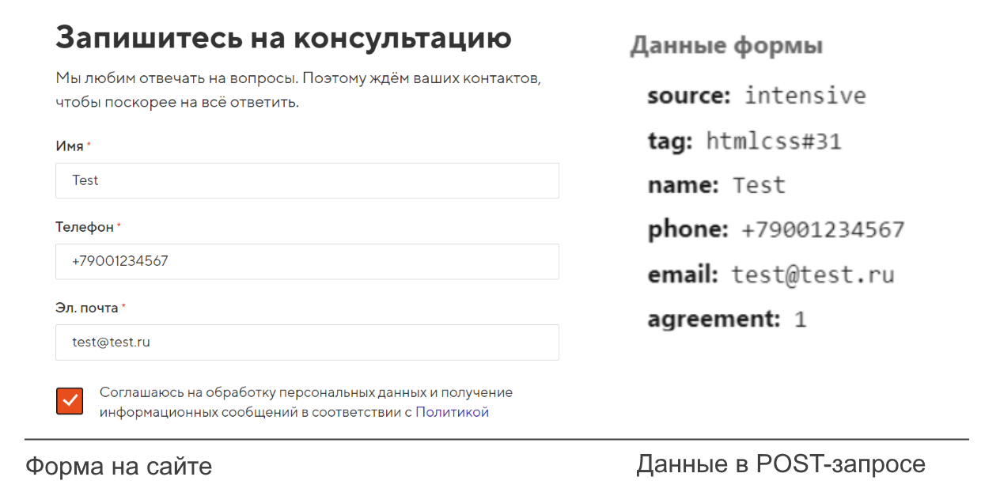 Запишитесь на консультацию
Мы любим отвечать на вопросы. Поэтому ждём ваших контактов,
чтобы поскорее на всё ответить.
Имя *
Test
Телефон *
+79001234567
Эл. почта *
test@test.ru
Соглашаюсь на обработку персональных данных и получение
информационных сообщений в соответствии с Политикой
Форма на сайте
Данные формы
source: intensive
tag: htmlcss#31
name: Test
phone: +79001234567
email: test@test.ru
agreement: 1
Данные в POST-запросе